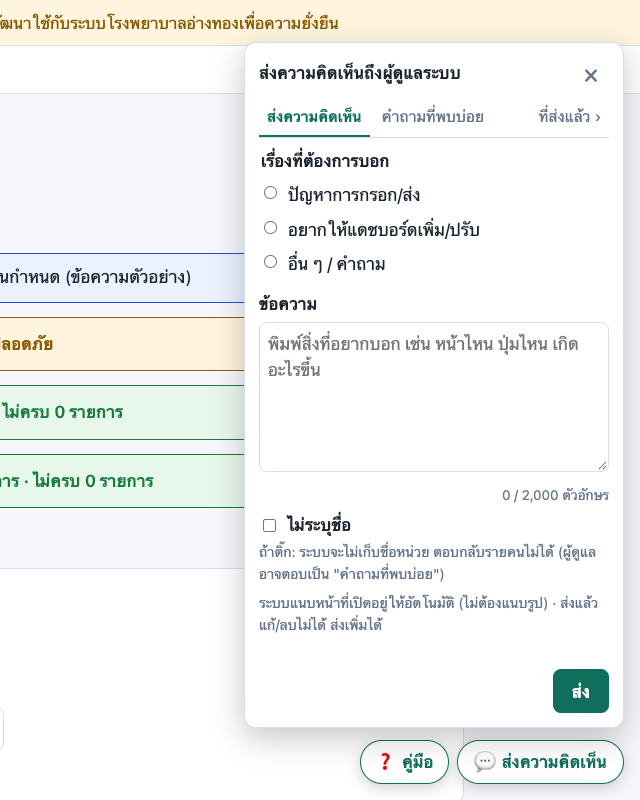 พัฒนาใช้กับระบบโรงพยาบาลอ่างทองเพื่อความยั่งยืน
ส่งความคิดเห็นถึงผู้ดูแลระบบ
ส่งความคิดเห็น คำถามที่พบบ่อย ที่ส่งแล้ว ›
เรื่องที่ต้องการบอก
ปัญหาการกรอก/ส่ง
อยากให้แดชบอร์ดเพิ่ม/ปรับ
อื่น ๆ / คำถาม
ข้อความ
พิมพ์สิ่งที่อยากบอก เช่น หน้าไหน ปุ่มไหน เกิด
อะไรขึ้น
0 / 2,000 ตัวอักษร
ไม่ระบุชื่อ
ถ้าติ๊ก: ระบบจะไม่เก็บชื่อหน่วย ตอบกลับรายคนไม่ได้ (ผู้ดูแล
อาจตอบเป็น "คำถามที่พบบ่อย")
ระบบแนบหน้าที่เปิดอยู่ให้อัตโนมัติ (ไม่ต้องแนบรูป) · ส่งแล้ว
แก้/ลบไม่ได้ ส่งเพิ่มได้
ส่ง
นกำหนด (ข้อความตัวอย่าง)
ปลอดภัย
ไม่ครบ 0 รายการ
การ · ไม่ครบ 0 รายการ
❓ คู่มือ
💬 ส่งความคิดเห็น